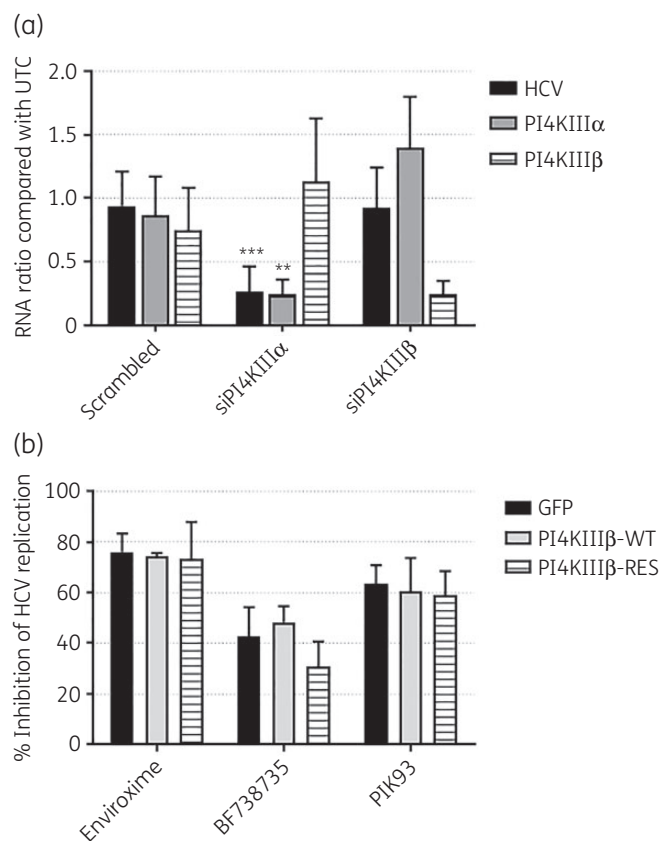 (a)
RNA ratio compared with UTC
2.0
1.5
1.0
0.5
0
***
**
Scrambled
siPI4KIIIα
siPI4KIIIβ
HCV
PI4KIIIα
PI4KIIIβ
(b)
% Inhibition of HCV replication
100
80
60
40
20
0
Enviroxime
BF738735
PIK93
GFP
PI4KIIIβ-WT
PI4KIIIβ-RES